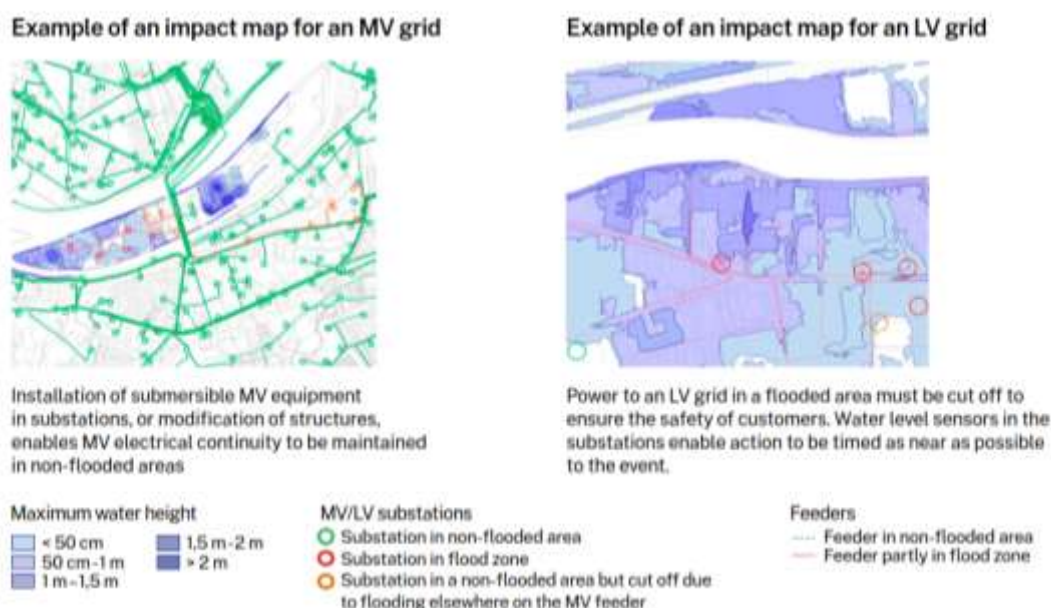 Example of an impact map for an MV grid
Installation of submersible MV equipment
in substations, or modification of structures,
enables MV electrical continuity to be maintained
in non-flooded areas
Example of an impact map for an LV grid
Power to an LV grid in a flooded area must be cut off to
ensure the safety of customers. Water level sensors in the
substations enable action to be timed as near as possible
to the event.
Maximum water height
< 50 cm
50 cm-1 m
1 m-1,5 m
1,5 m-2 m
> 2 m
MV/LV substations
Substation in non-flooded area
Substation in flood zone
Substation in a non-flooded area but cut off due
to flooding elsewhere on the MV feeder
Feeders
Feeder in non-flooded area
Feeder partly in flood zone